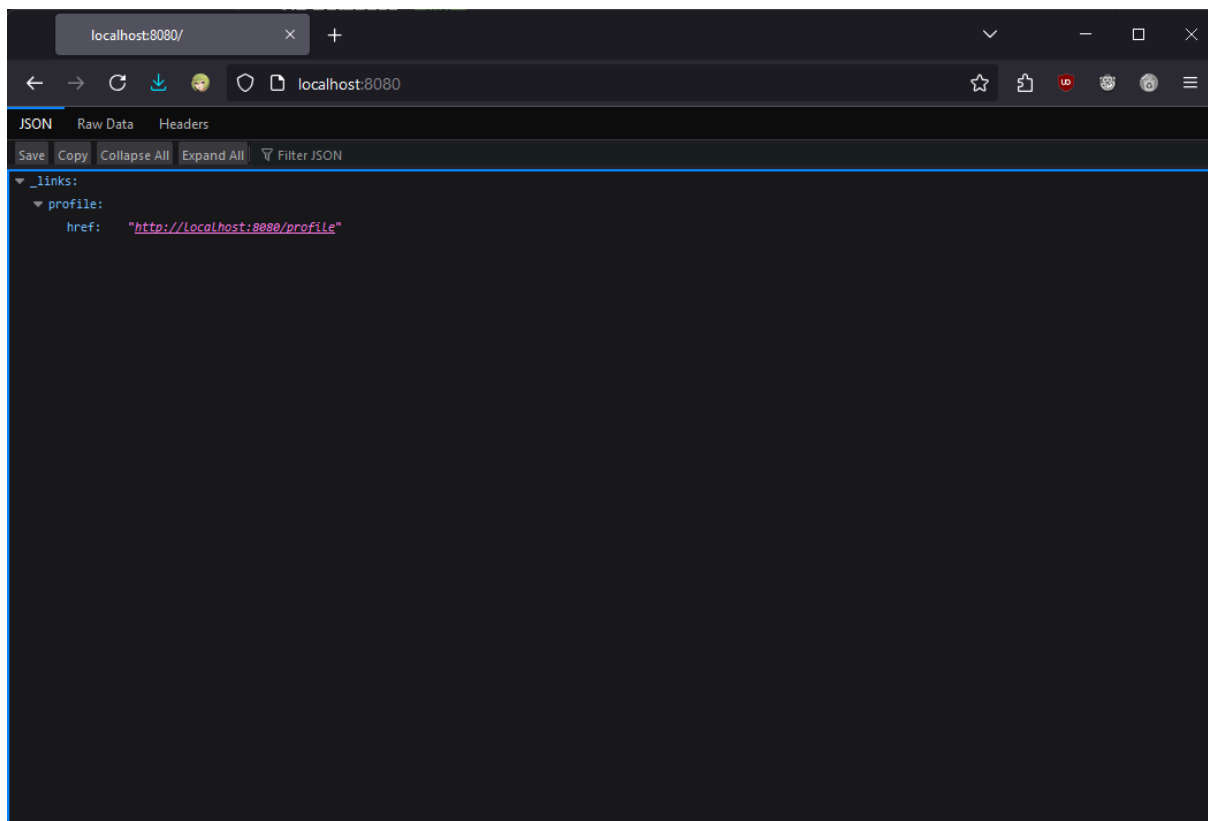 localhost:8080/
localhost:8080
JSON Raw Data Headers
Save Copy Collapse All Expand All Filter JSON
_links:
profile:
href: "http://localhost:8080/profile"